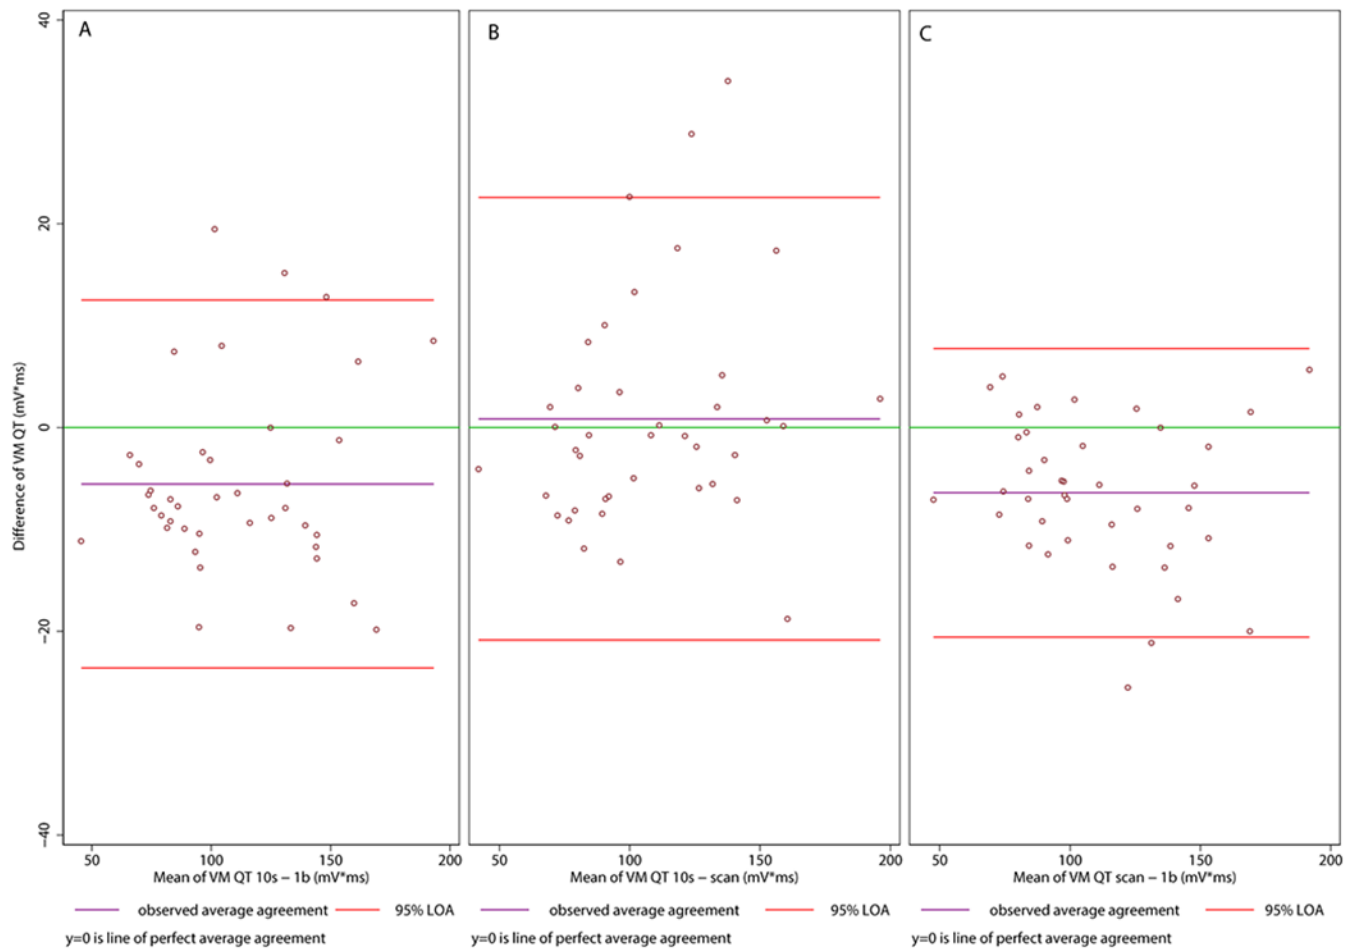 A
B
C
40
20
0
−20
−40
Difference of VM QT (mV*ms)
50 100 150 200
50 100 150 200
50 100 150 200
Mean of VM QT 10s − 1b (mV*ms)
Mean of VM QT 10s − scan (mV*ms)
Mean of VM QT scan − 1b (mV*ms)
observed average agreement 95% LOA
observed average agreement 95% LOA
observed average agreement 95% LOA
y=0 is line of perfect average agreement
y=0 is line of perfect average agreement
y=0 is line of perfect average agreement